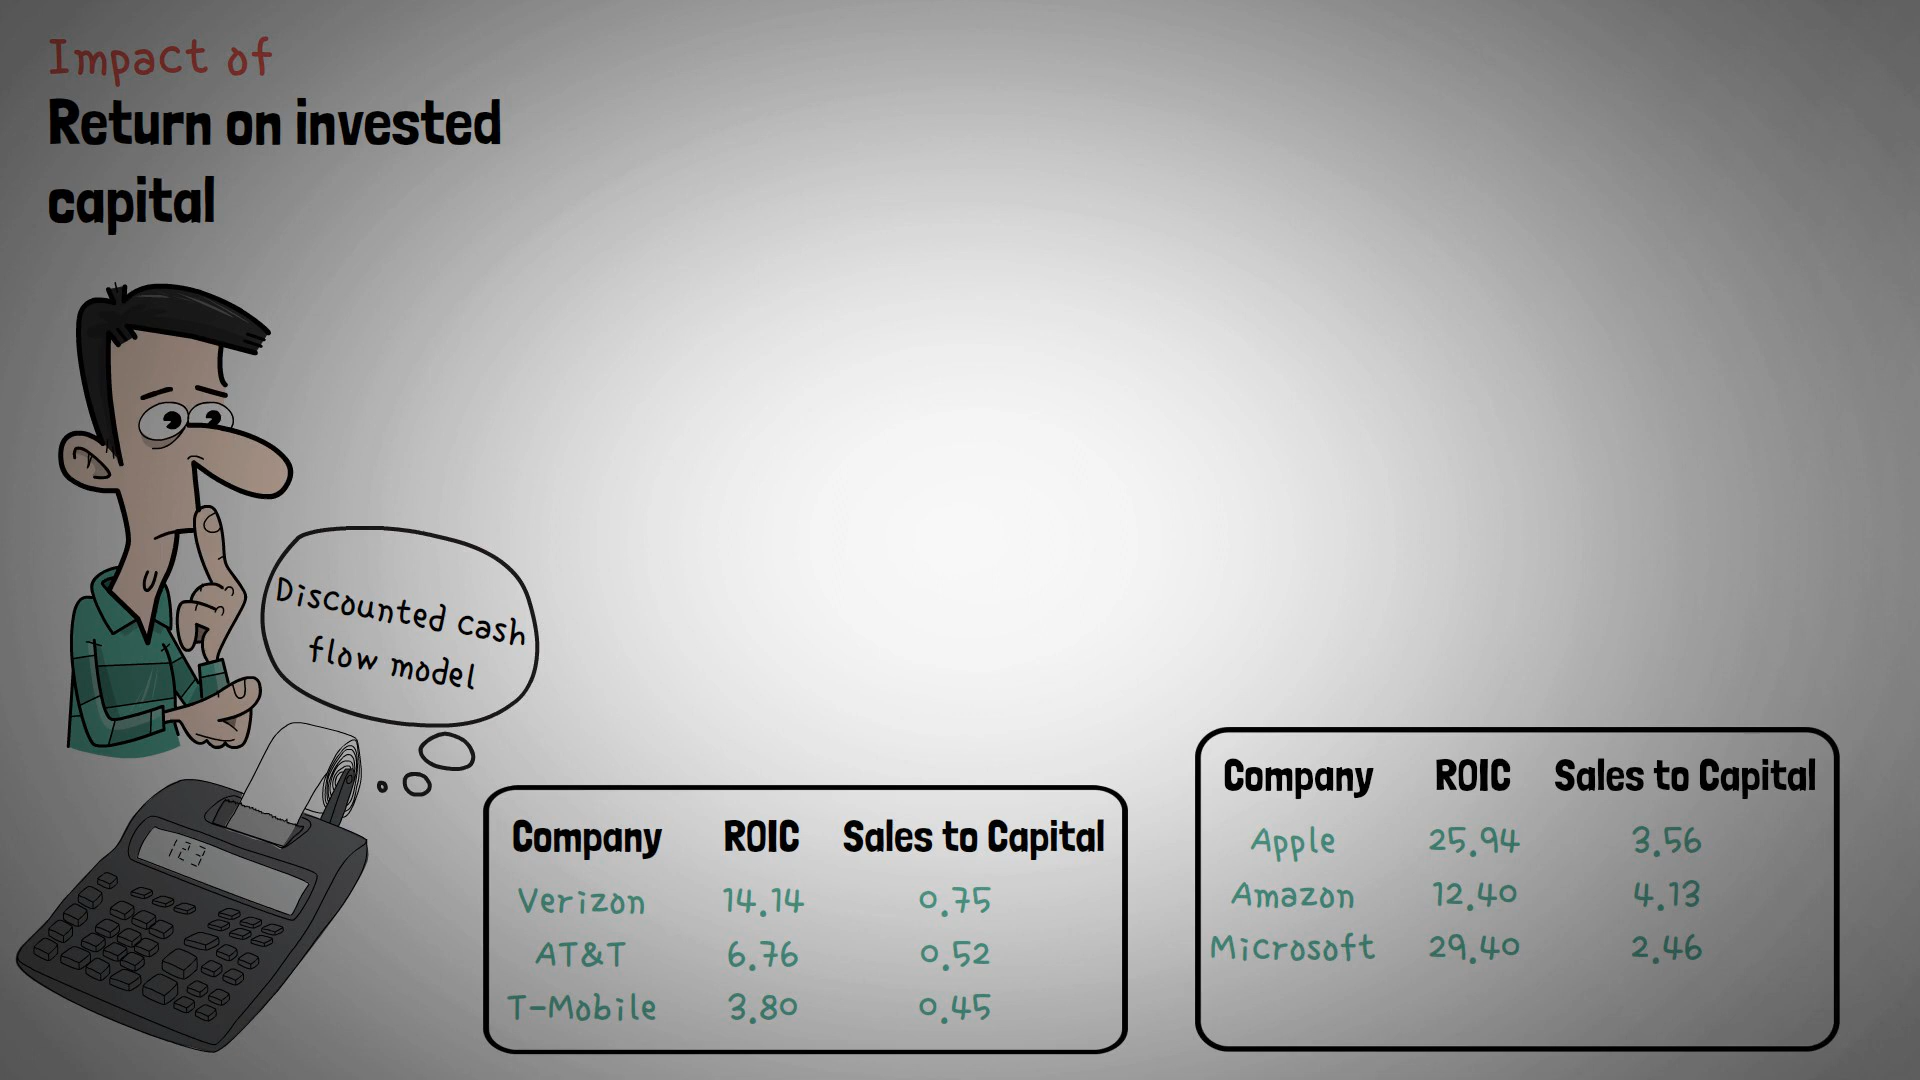 Impact of
Return on invested
capital
Discounted cash
flow model
123
Company ROIC Sales to Capital
Verizon 14.14 0.75
AT&T 6.76 0.52
T-Mobile 3.80 0.45
Company ROIC Sales to Capital
Apple 25.94 3.56
Amazon 12.40 4.13
Microsoft 29.40 2.46